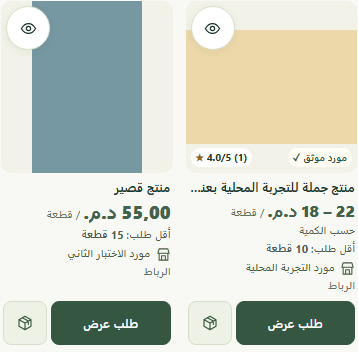 ★ 4.0/5 (1)
مورد موثق ✓
منتج جملة للتجربة المحلية بعنـ...
18 – 22 د.م. / قطعة
حسب الكمية
أقل طلب: 10 قطعة
مورد التجربة المحلية
الرباط
طلب عرض
منتج قصير
55,00 د.م. / قطعة
أقل طلب: 15 قطعة
مورد الاختبار الثاني
الرباط
طلب عرض